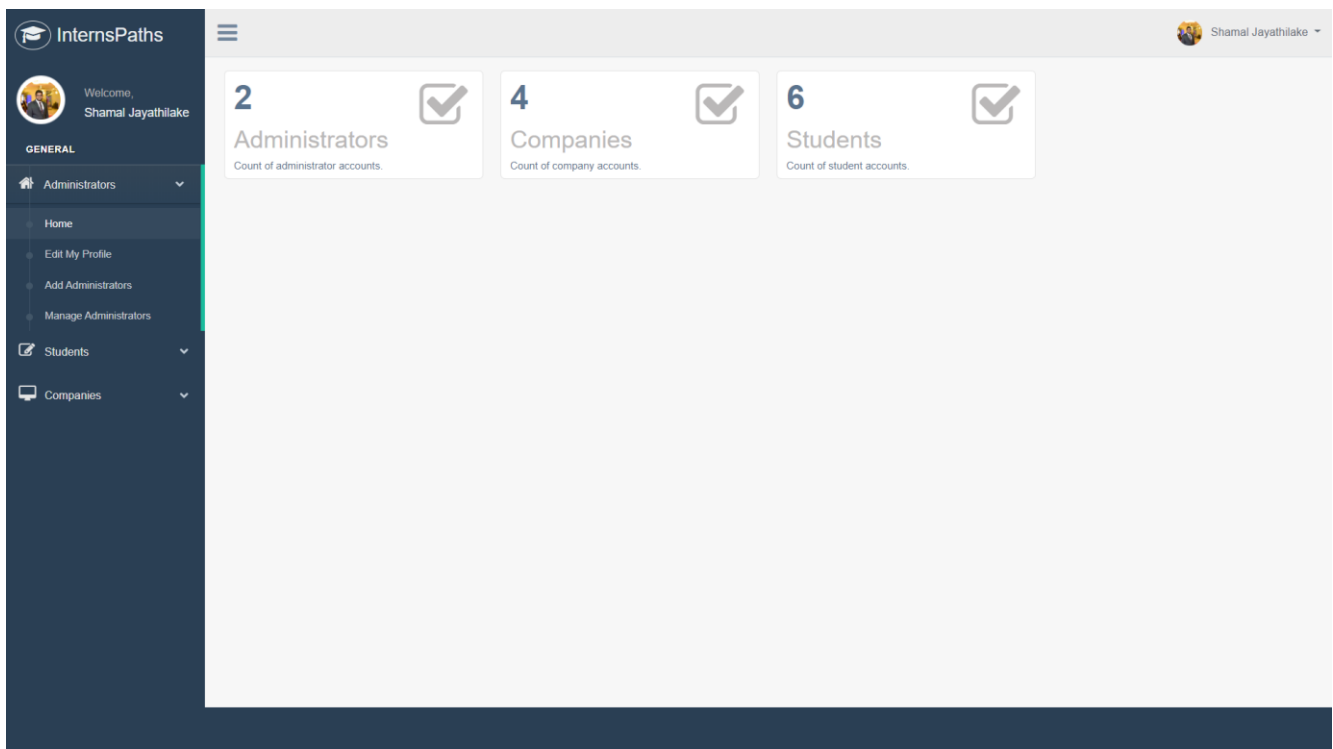 InternsPaths
Shamal Jayathilake
Welcome,
Shamal Jayathilake
GENERAL
Administrators
Home
Edit My Profile
Add Administrators
Manage Administrators
Students
Companies
2
Administrators
Count of administrator accounts.
4
Companies
Count of company accounts.
6
Students
Count of student accounts.